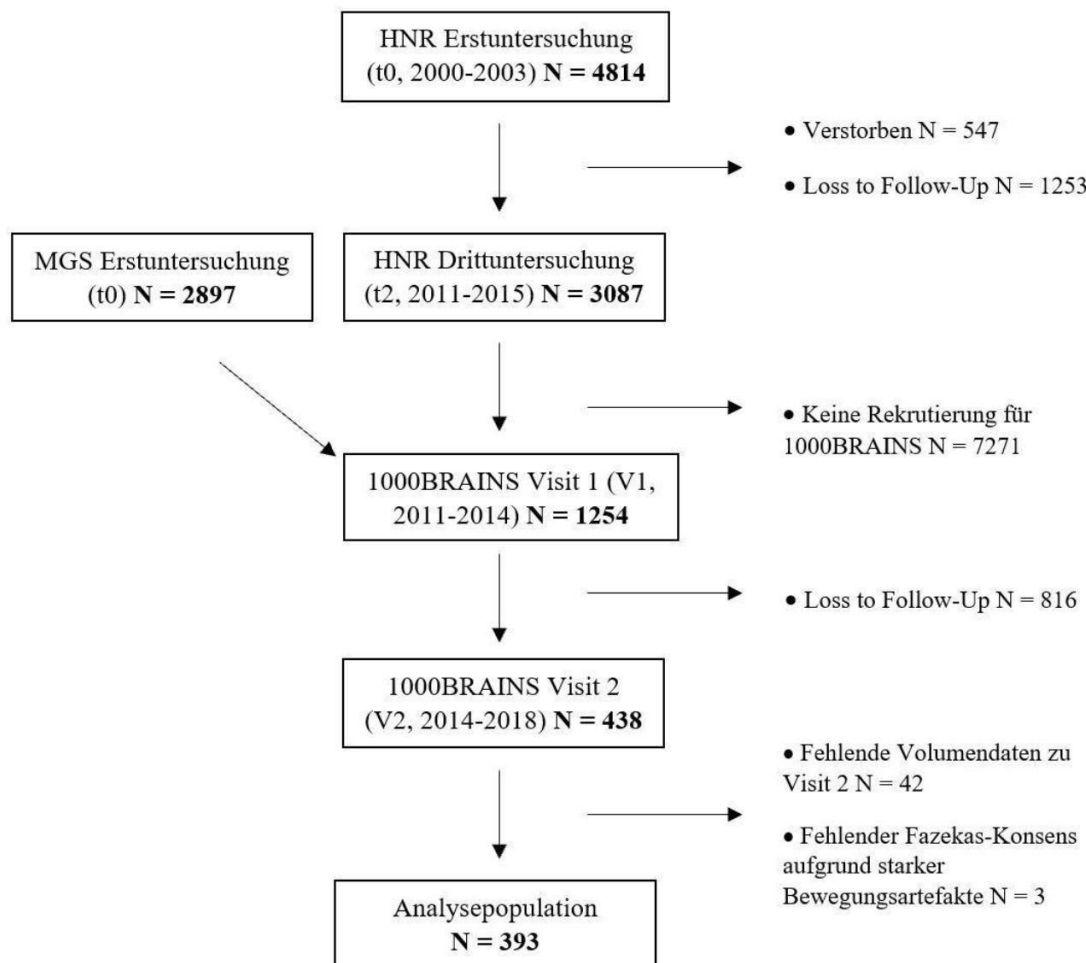 HNR Erstuntersuchung
(t0, 2000-2003) N = 4814
• Verstorben N = 547
• Loss to Follow-Up N = 1253
MGS Erstuntersuchung
(t0) N = 2897
HNR Drittuntersuchung
(t2, 2011-2015) N = 3087
• Keine Rekrutierung für
1000BRAINS N = 7271
1000BRAINS Visit 1 (V1,
2011-2014) N = 1254
• Loss to Follow-Up N = 816
1000BRAINS Visit 2
(V2, 2014-2018) N = 438
• Fehlende Volumendaten zu
Visit 2 N = 42
• Fehlender Fazekas-Konsens
aufgrund starker
Bewegungsartefakte N = 3
Analysepopulation
N = 393